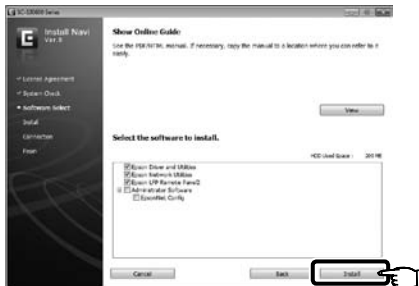 SC-S30600 Series
Install Navi
Ver.3
Show Online Guide
See the PDF/HTML manual. If necessary, copy the manual to a location where you can refer to it
easily.
License Agreement
System Check
Software Select
Install
Connection
Finish
View
Select the software to install.
HDD Used Space : 200 MB
Epson Driver and Utilities
Epson Network Utilities
Epson LFP Remote Panel2
Administrator Software
EpsonNet Config
Cancel
Back
Install